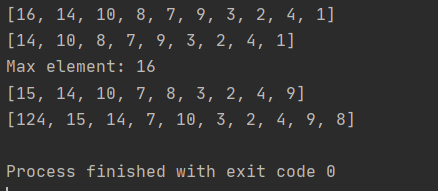 [16, 14, 10, 8, 7, 9, 3, 2, 4, 1]
[14, 10, 8, 7, 9, 3, 2, 4, 1]
Max element: 16
[15, 14, 10, 7, 8, 3, 2, 4, 9]
[124, 15, 14, 7, 10, 3, 2, 4, 9, 8]
Process finished with exit code 0